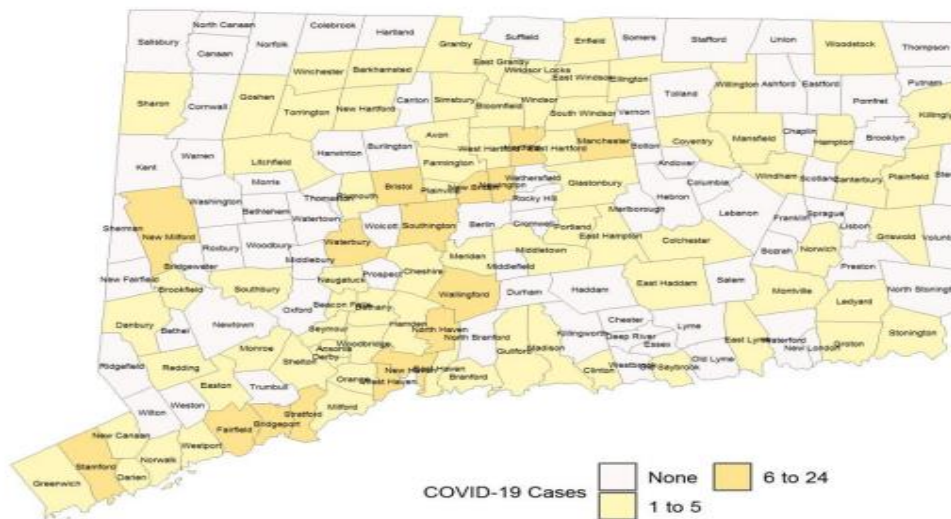 North Canaan
Colebrook
Hartland
Suffield
Enfield
Somers
Stafford
Union
Woodstock
Thompson
Salisbury
Canaan
Norfolk
Granby
East Granby
Windsor Locks
Winchester
Barkhamsted
East Windsor
Ellington
Willington
Ashford
Eastford
Putnam
Sharon
Cornwall
Goshen
Torrington
New Hartford
Canton
Simsbury
Bloomfield
Windsor
South Windsor
Vernon
Tolland
Pomfret
Killingly
Kent
Warren
Litchfield
Harwinton
Burlington
Avon
West Hartford
East Hartford
Manchester
Bolton
Coventry
Mansfield
Chaplin
Hampton
Brooklyn
Morris
Farmington
Wethersfield
Glastonbury
Andover
Columbia
Windham
Scotland
Canterbury
Plainfield
Ste
Washington
Bethlehem
Thomaston
Plymouth
Bristol
Plainville
New Britain
Newington
Rocky Hill
Marlborough
Hebron
Lebanon
Franklin
Sprague
Lisbon
Griswold
Volunt
Sherman
New Milford
Roxbury
Woodbury
Watertown
Waterbury
Wolcott
Southington
Berlin
Cromwell
Portland
East Hampton
Colchester
Bozrah
Norwich
Preston
Bridgewater
Middlebury
Meriden
Middletown
Middlefield
New Fairfield
Brookfield
Southbury
Naugatuck
Prospect
Cheshire
Wallingford
Durham
Haddam
East Haddam
Salem
Montville
North Stoning
Danbury
Bethel
Newtown
Oxford
Beacon Falls
Bethany
Hamden
North Haven
Chester
Lyme
Ledyard
Seymour
Woodbridge
North Branford
Killingworth
Deep River
Essex
East Lyme
Waterford
Stonington
Ridgefield
Redding
Monroe
Shelton
Ansonia
Derby
New Haven
East Haven
Guilford
Madison
Clinton
Westbrook
Old Saybrook
Old Lyme
New London
Groton
Easton
Trumbull
Orange
West Haven
Branford
Wilton
Weston
Milford
Stratford
Bridgeport
Fairfield
New Canaan
Westport
Norwalk
Stamford
Darien
Greenwich
COVID-19 Cases
None
6 to 24
1 to 5